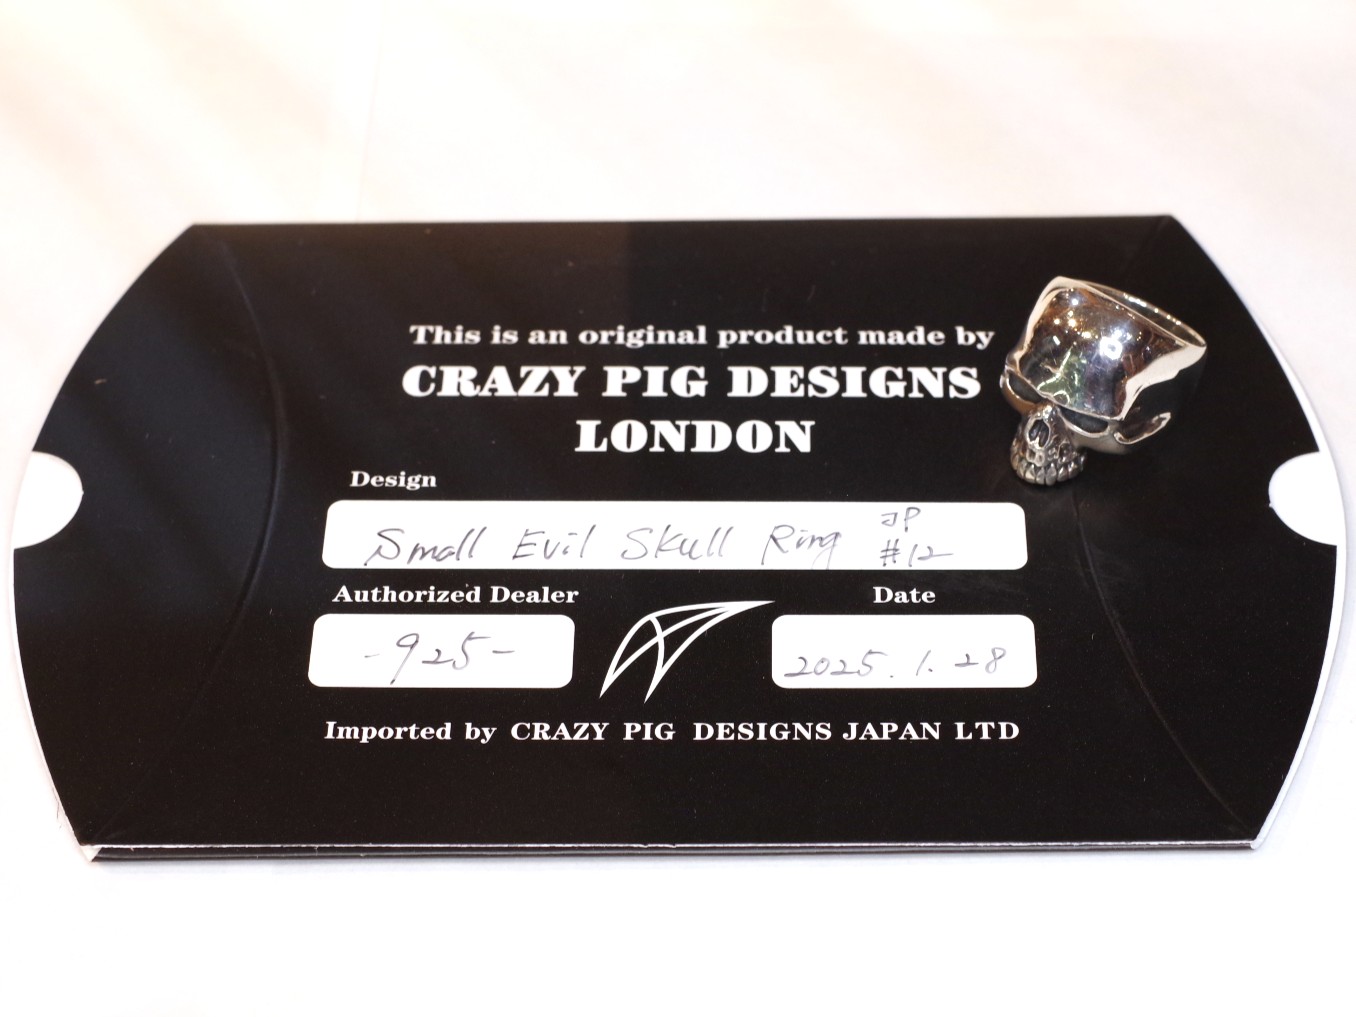 This is an original product made by
CRAZY PIG DESIGNS
LONDON
Design
Small Evil Skull Ring JP #12
Authorized Dealer
Date
-925-
2025.1.28
Imported by CRAZY PIG DESIGNS JAPAN LTD